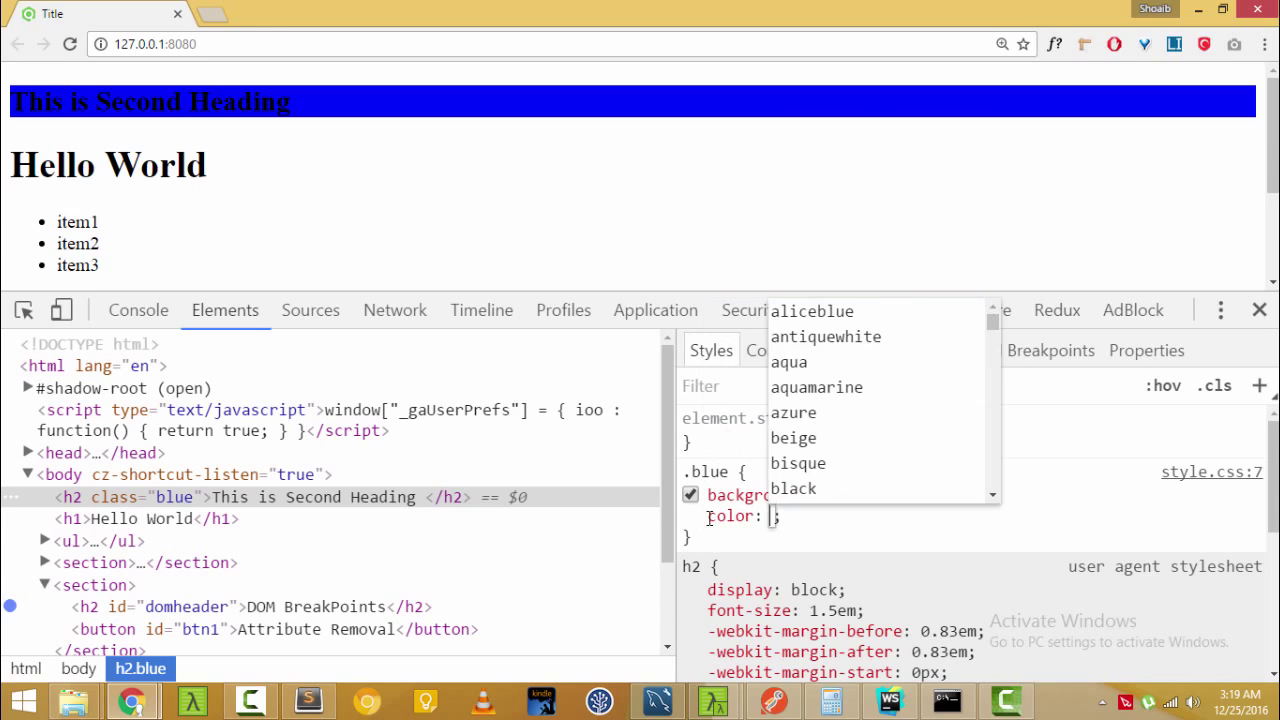 Title
Shoaib
127.0.0.1:8080
f?
LI
This is Second Heading
Hello World
item1
item2
item3
Console Elements Sources Network Timeline Profiles Application Securi Redux AdBlock
<!DOCTYPE html>
<html lang="en">
#shadow-root (open)
<script type="text/javascript">window["_gaUserPrefs"] = { ioo :
function() { return true; } }</script>
<head>…</head>
<body cz-shortcut-listen="true">
<h2 class="blue">This is Second Heading </h2> == $0
<h1>Hello World</h1>
<ul>…</ul>
<section>…</section>
<section>
<h2 id="domheader">DOM BreakPoints</h2>
<button id="btn1">Attribute Removal</button>
</section>
html body h2.blue
Styles Co Breakpoints Properties
Filter :hov .cls +
element.st
}
.blue { style.css:7
backgro
color: ;
}
aliceblue
antiquewhite
aqua
aquamarine
azure
beige
bisque
black
h2 { user agent stylesheet
display: block;
font-size: 1.5em;
-webkit-margin-before: 0.83em;
-webkit-margin-after: 0.83em;
-webkit-margin-start: 0px;
Activate Windows
Go to PC settings to activate Windows.
kindle
WS
3:19 AM
12/25/2016